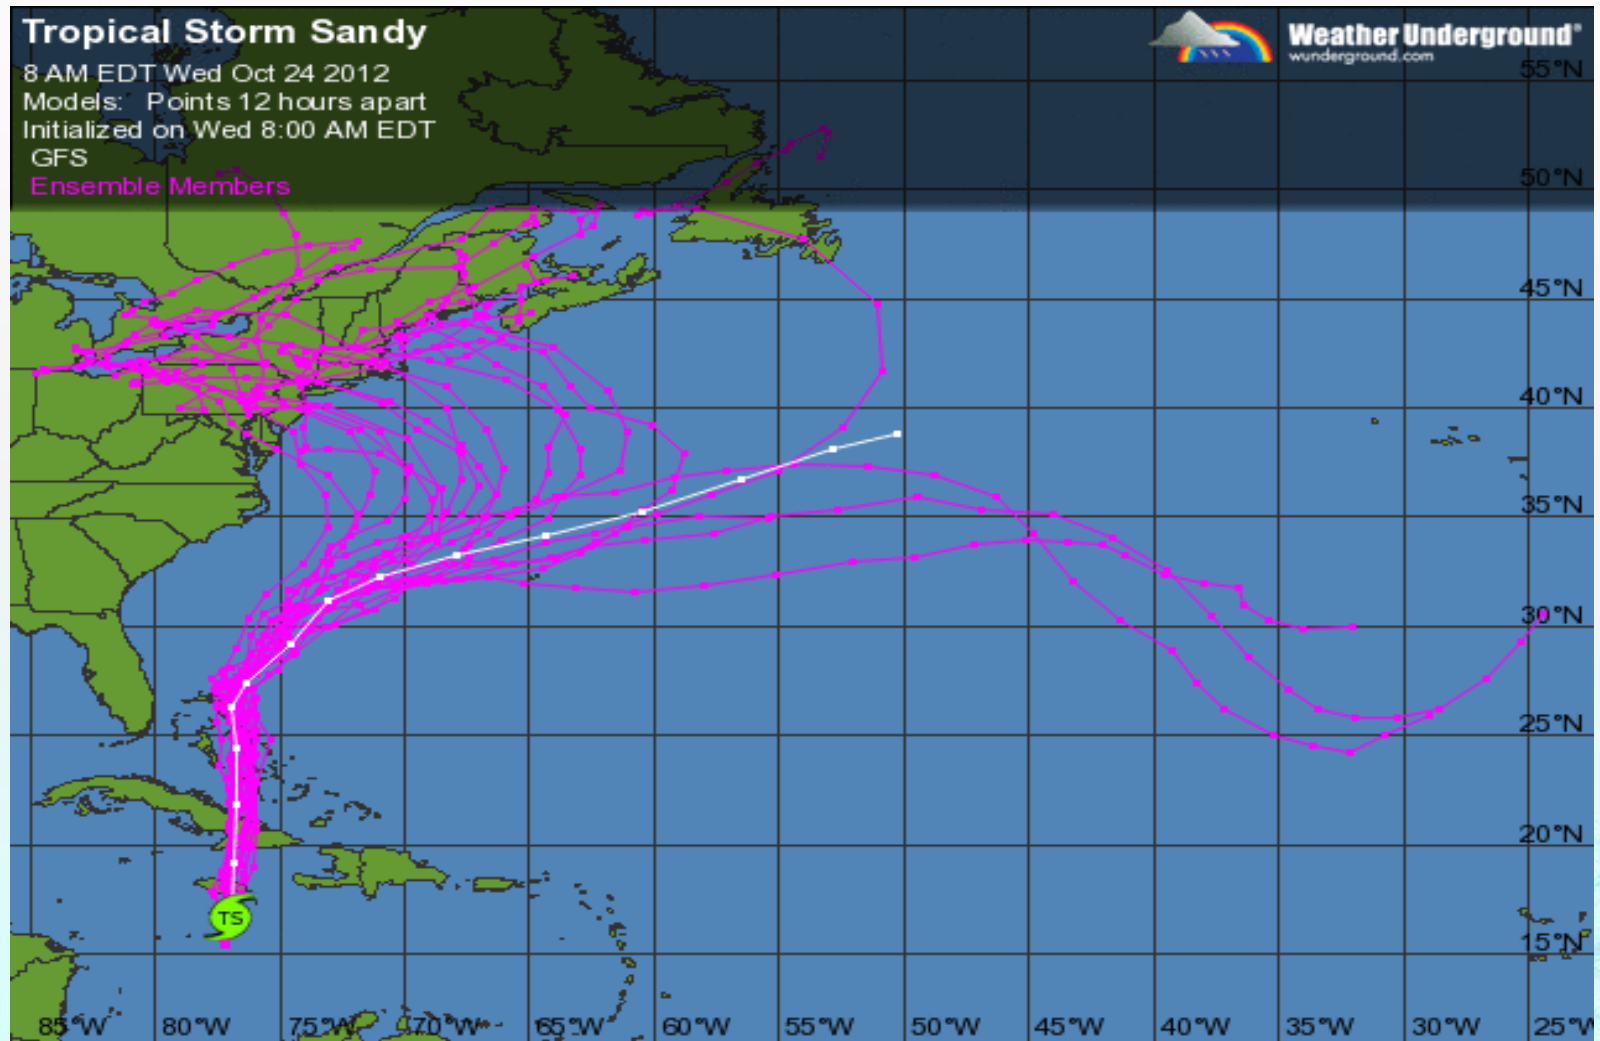 Tropical Storm Sandy
8 AM EDT Wed Oct 24 2012
Models: Points 12 hours apart
Initialized on Wed 8:00 AM EDT
GFS
Ensemble Members
Weather Underground®
wunderground.com
55°N
50°N
45°N
40°N
35°N
30°N
25°N
20°N
15°N
TS
85°W 80°W 75°W 70°W 65°W 60°W 55°W 50°W 45°W 40°W 35°W 30°W 25°W